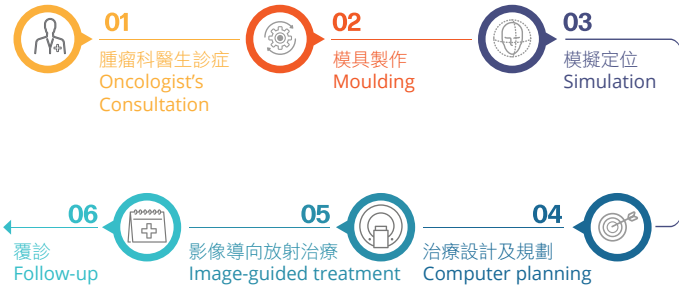 01
腫瘤科醫生診症
Oncologist's
Consultation
02
模具製作
Moulding
03
模擬定位
Simulation
04
治療設計及規劃
Computer planning
05
影像導向放射治療
Image-guided treatment
06
覆診
Follow-up